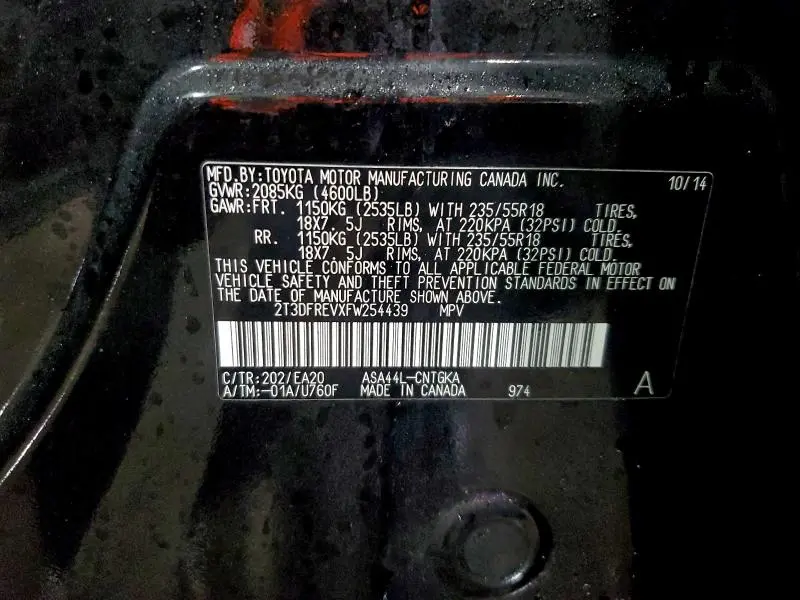 MFD.BY:TOYOTA MOTOR MANUFACTURING CANADA INC. 10/14
GVWR:2085KG (4600LB)
GAWR:FRT. 1150KG (2535LB) WITH 235/55R18 TIRES,
18X7.5J RIMS, AT 220KPA (32PSI) COLD.
RR. 1150KG (2535LB) WITH 235/55R18 TIRES,
18X7.5J RIMS, AT 220KPA (32PSI) COLD.
THIS VEHICLE CONFORMS TO ALL APPLICABLE FEDERAL MOTOR
VEHICLE SAFETY AND THEFT PREVENTION STANDARDS IN EFFECT ON
THE DATE OF MANUFACTURE SHOWN ABOVE.
2T3DFREVXFW254439 MPV
C/TR:202/EA20 ASA44L-CNTGKA
A/TM:-01A/U760F MADE IN CANADA 974 A